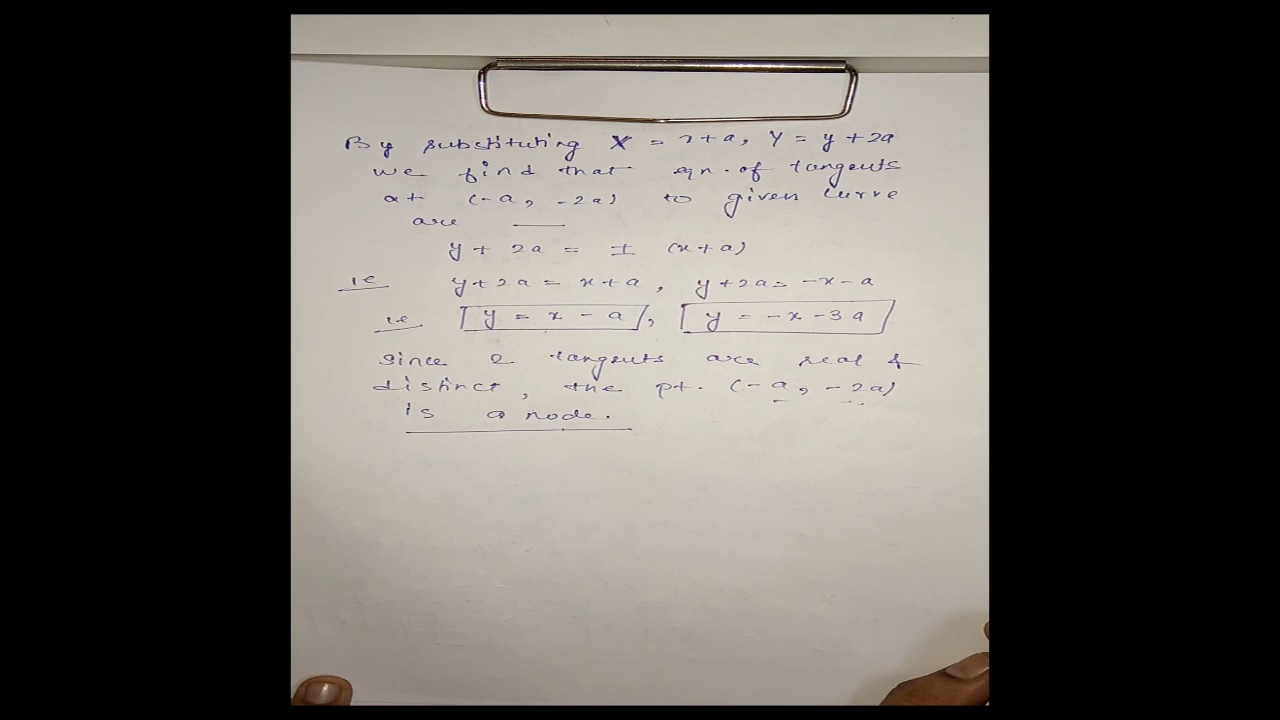 By substituting X = x+a, Y = y+2a
we find that eqn. of tangents
at (-a, -2a) to given curve
are —
y + 2a = ± (x+a)
ie y+2a = x+a, y+2a= -x-a
i.e y = x - a, y = -x -3a
since 2 tangents are real &
distinct, the pt. (-a, -2a)
is a node.